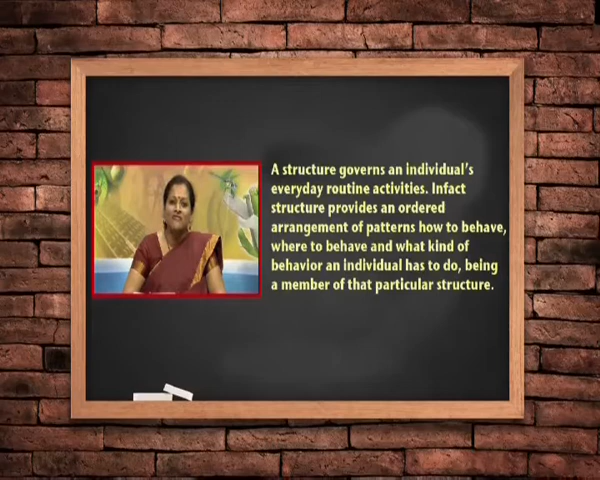 A structure governs an individual's
everyday routine activities. Infact
structure provides an ordered
arrangement of patterns how to behave,
where to behave and what kind of
behavior an individual has to do, being
a member of that particular structure.